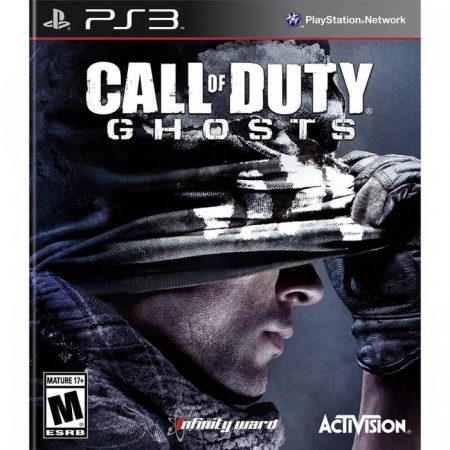 PS3
PlayStation Network
CALL OF DUTY®
GHOSTS
MATURE 17+
M
ESRB
infinity ward
ACTIVISION.